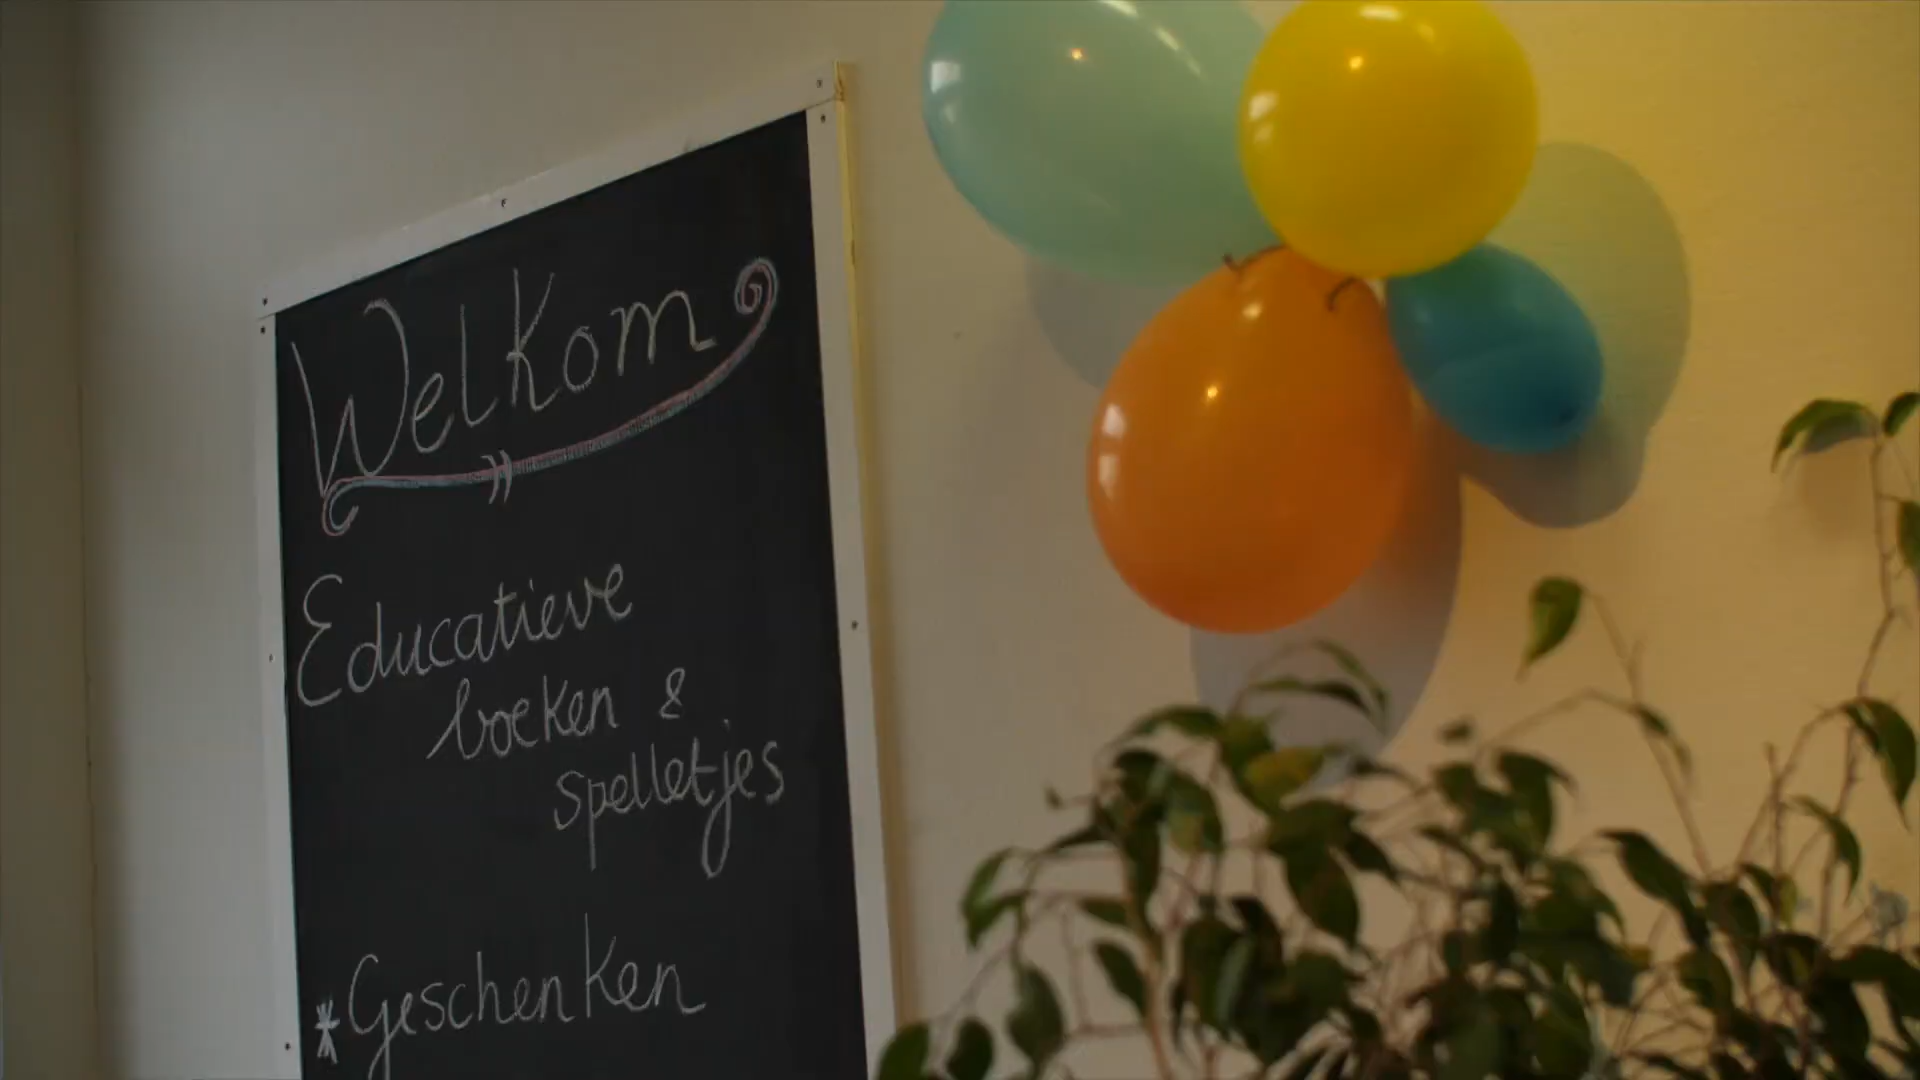 Welkom
Educatieve
boeken &
spelletjes
* Geschenken